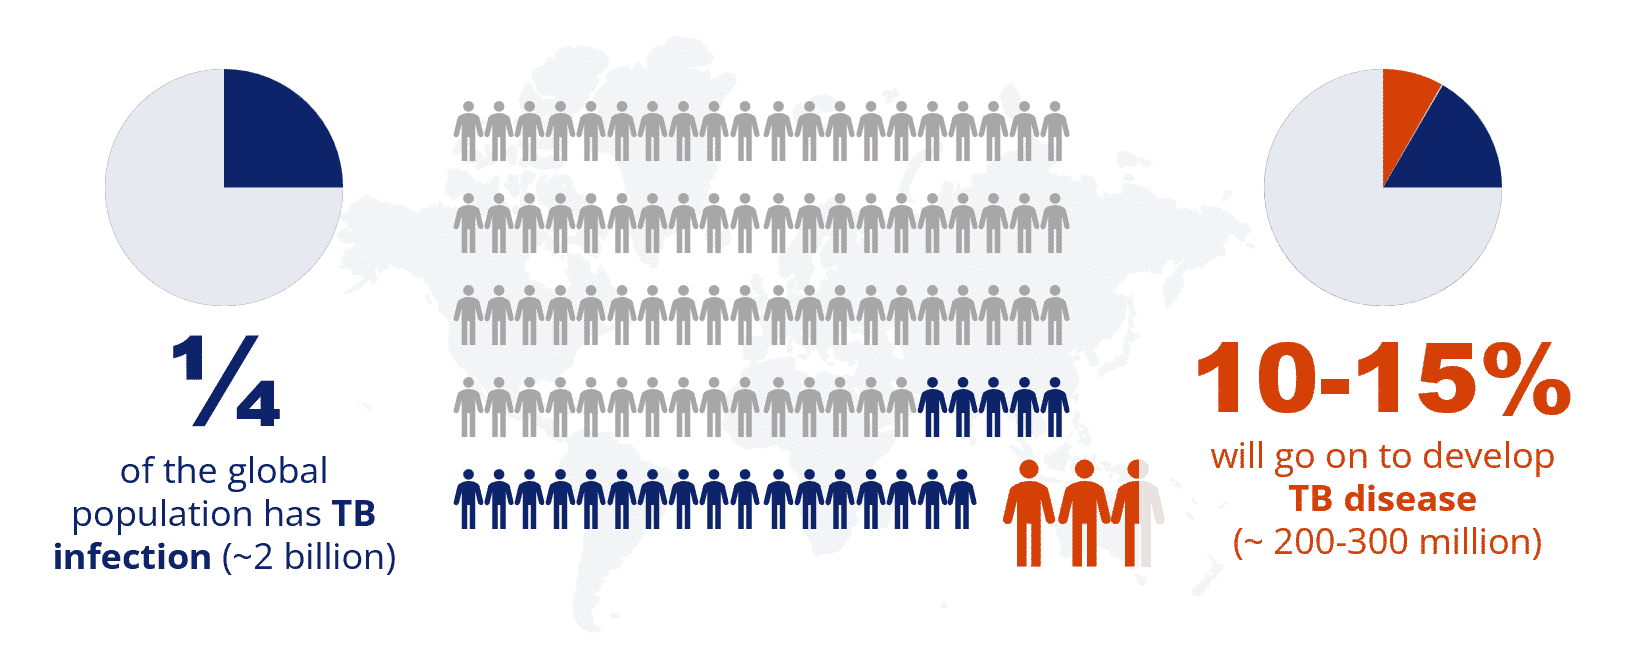 ¼
of the global
population has TB
infection (~2 billion)
10-15%
will go on to develop
TB disease
(~ 200-300 million)